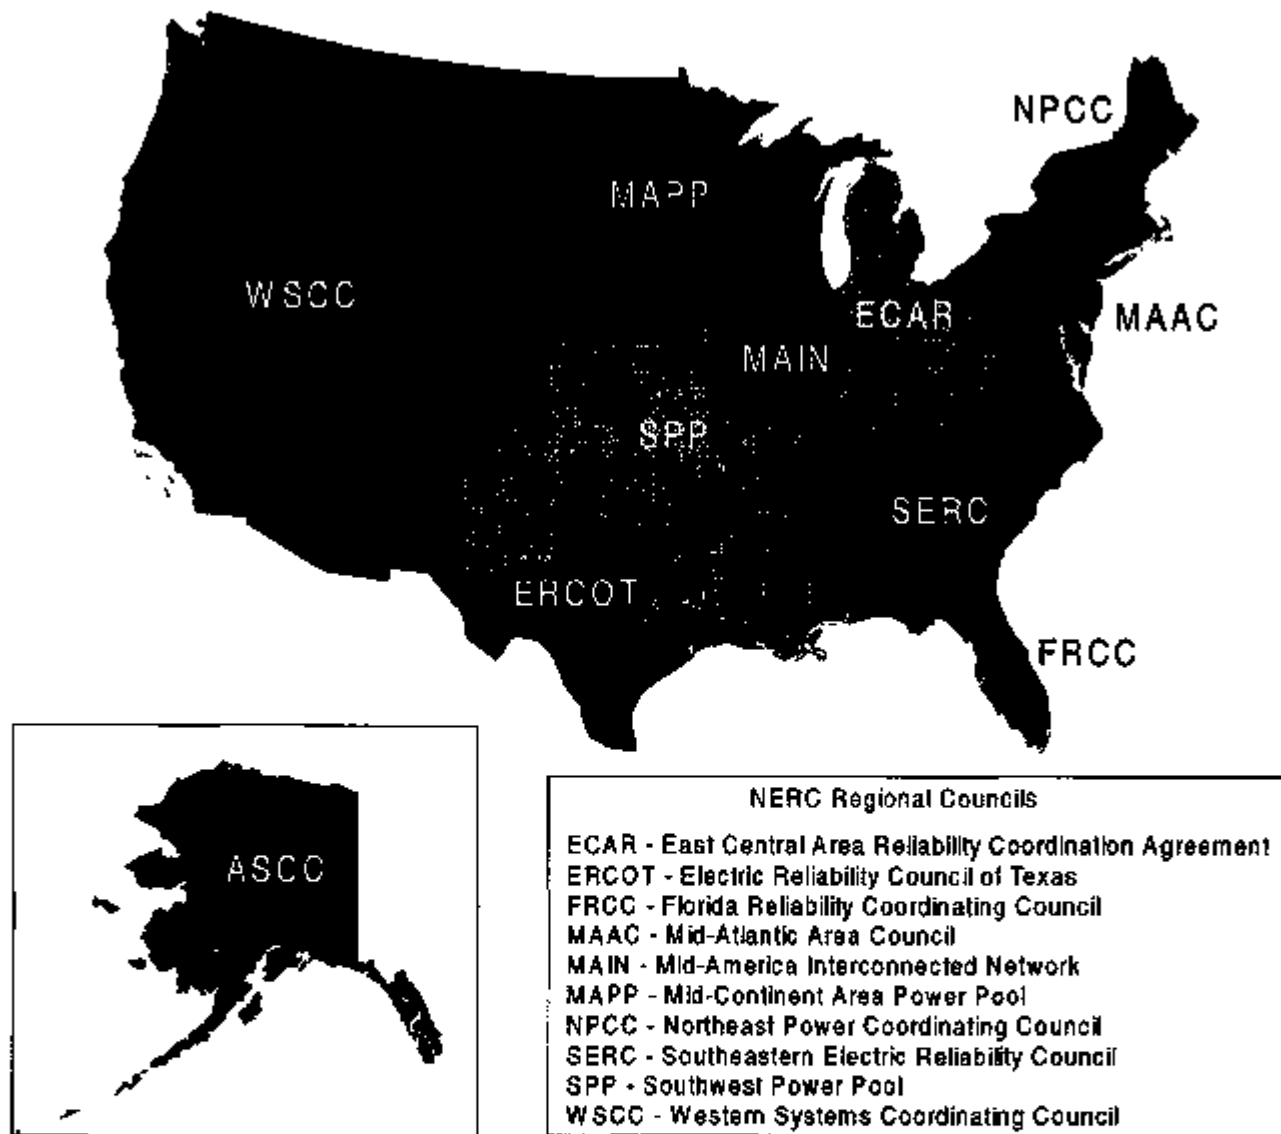 NPCC
MAPP
WSCC
ECAR
MAAC
MAIN
SPP
SERC
ERCOT
FRCC
ASCC
NERC Regional Councils
ECAR - East Central Area Reliability Coordination Agreement
ERCOT - Electric Reliability Council of Texas
FRCC - Florida Reliability Coordinating Council
MAAC - Mid-Atlantic Area Council
MAIN - Mid-America Interconnected Network
MAPP - Mid-Continent Area Power Pool
NPCC - Northeast Power Coordinating Council
SERC - Southeastern Electric Reliability Council
SPP - Southwest Power Pool
WSCC - Western Systems Coordinating Council